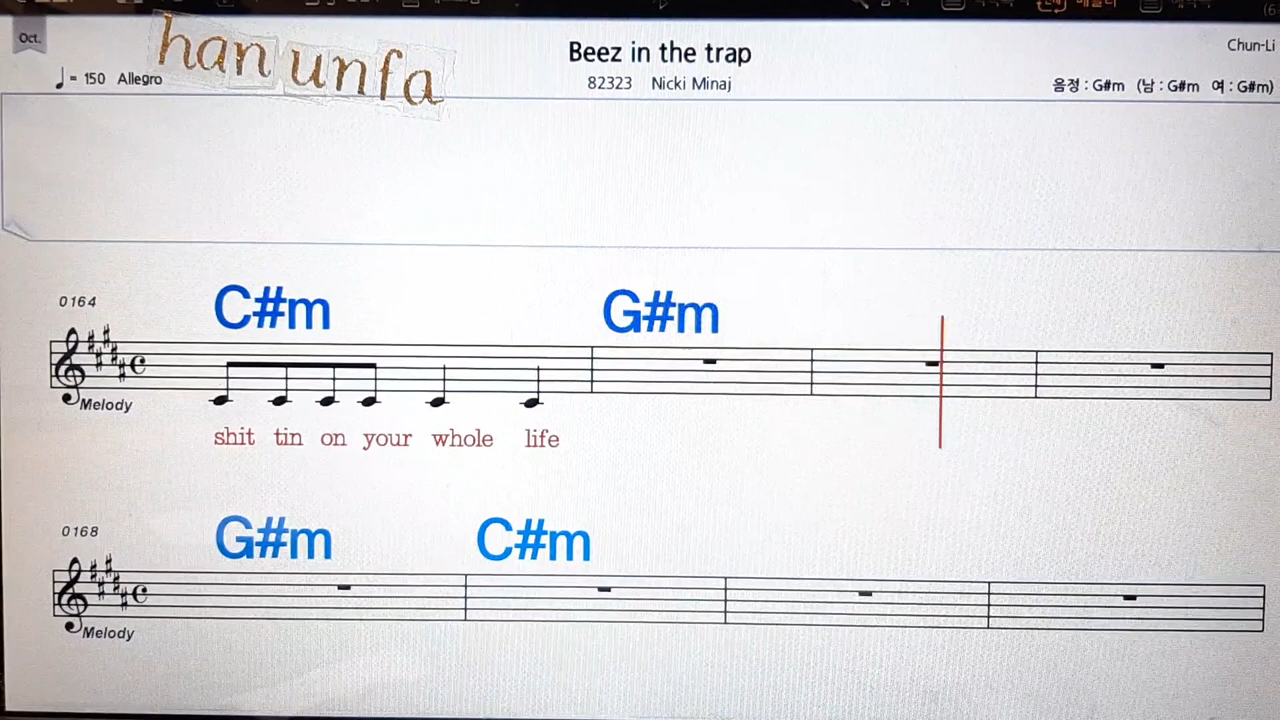 Oct.
han unfa
Beez in the trap
Chun-Li
= 150 Allegro
82323 Nicki Minaj
음정 : G#m (남 : G#m 여 : G#m)
0164
C#m G#m
Melody
shit tin on your whole life
0168
G#m C#m
Melody